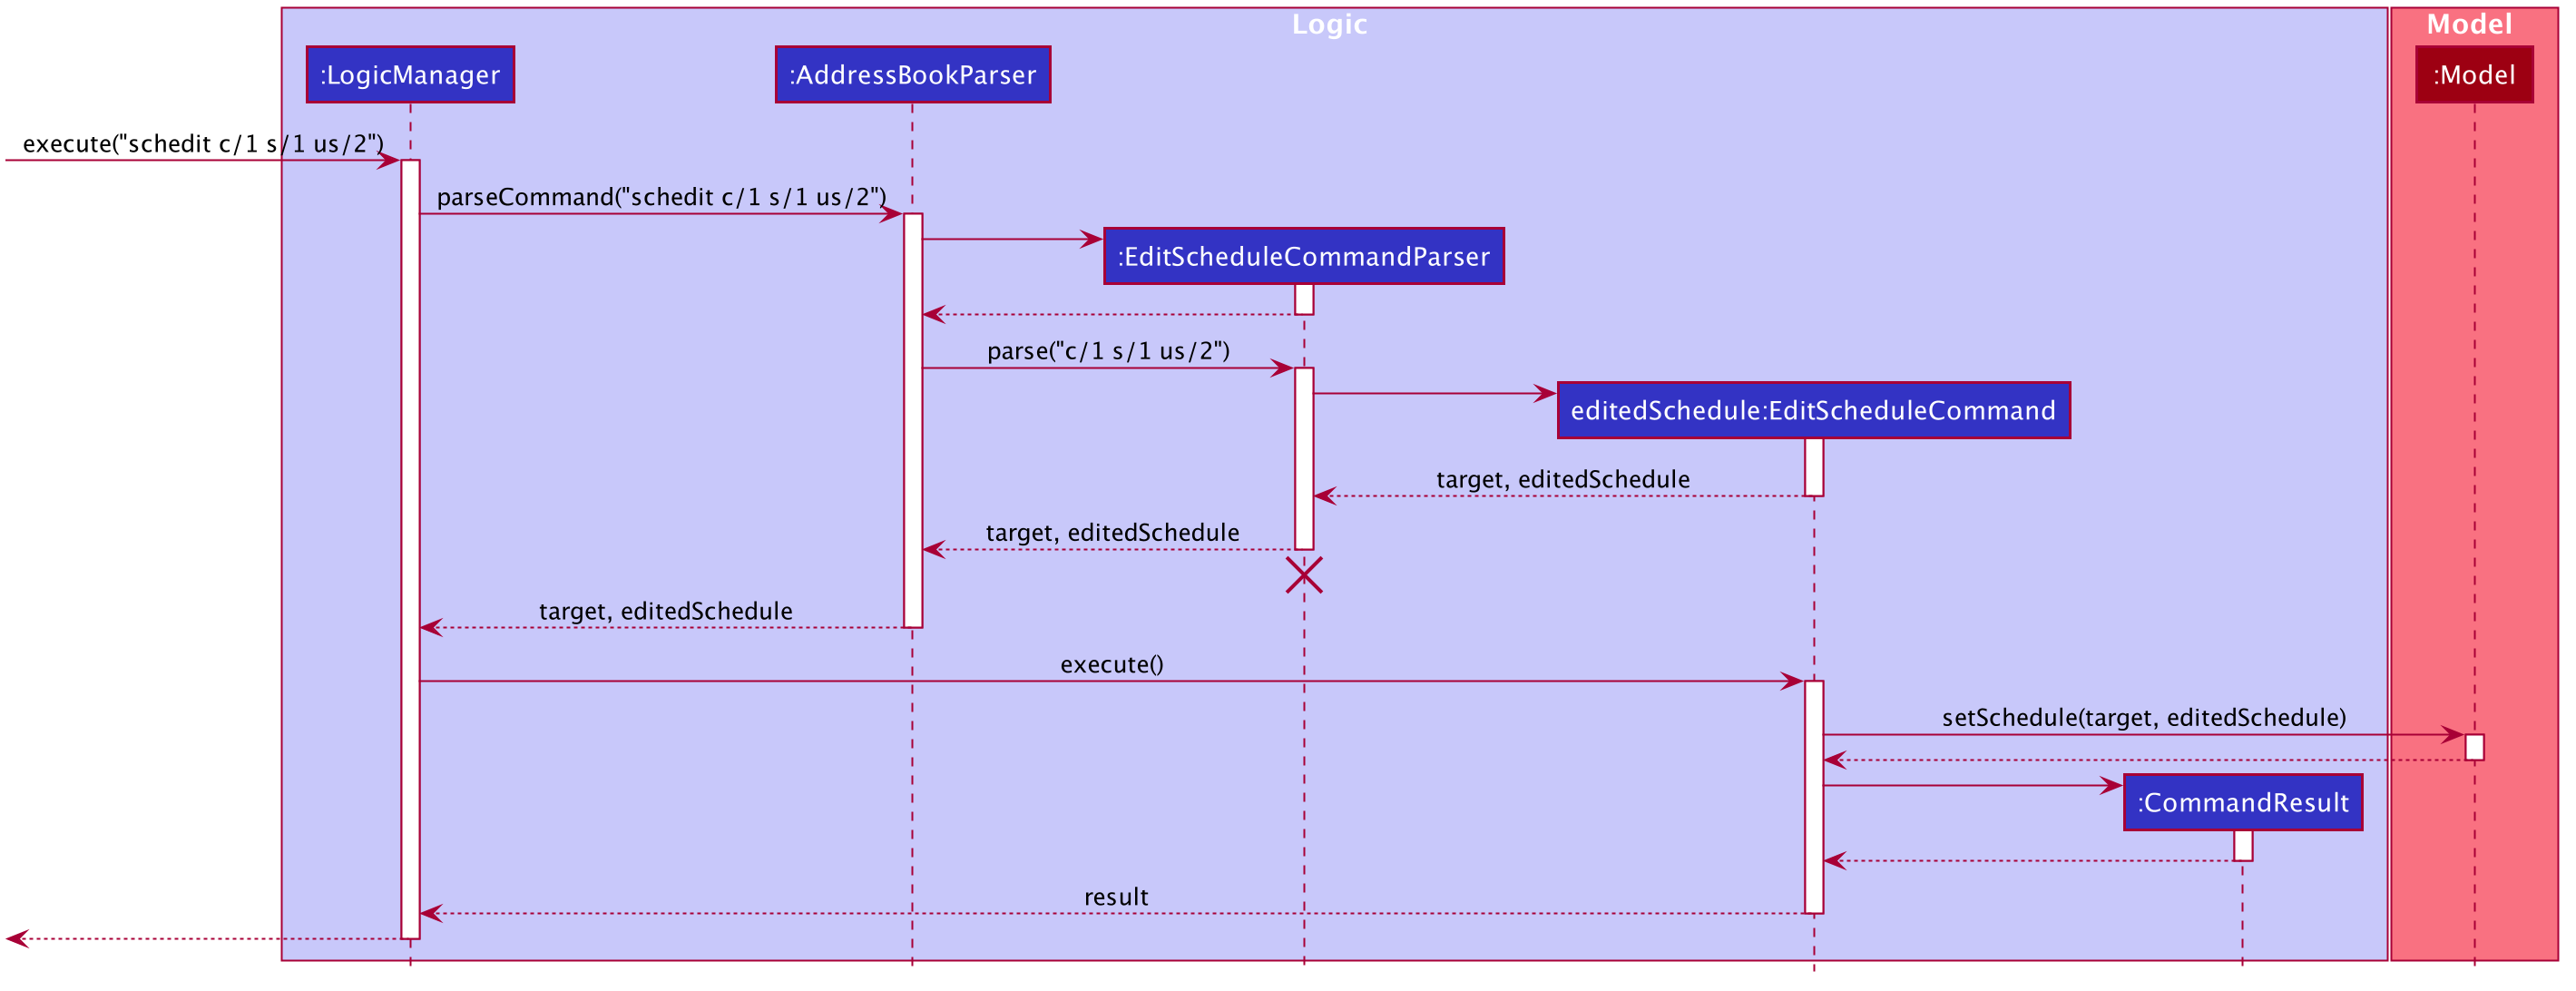 Logic
Model
:LogicManager
:AddressBookParser
:Model
execute("schedit c/1 s/1 us/2")
parseCommand("schedit c/1 s/1 us/2")
:EditScheduleCommandParser
parse("c/1 s/1 us/2")
editedSchedule:EditScheduleCommand
target, editedSchedule
target, editedSchedule
target, editedSchedule
execute()
setSchedule(target, editedSchedule)
:CommandResult
result